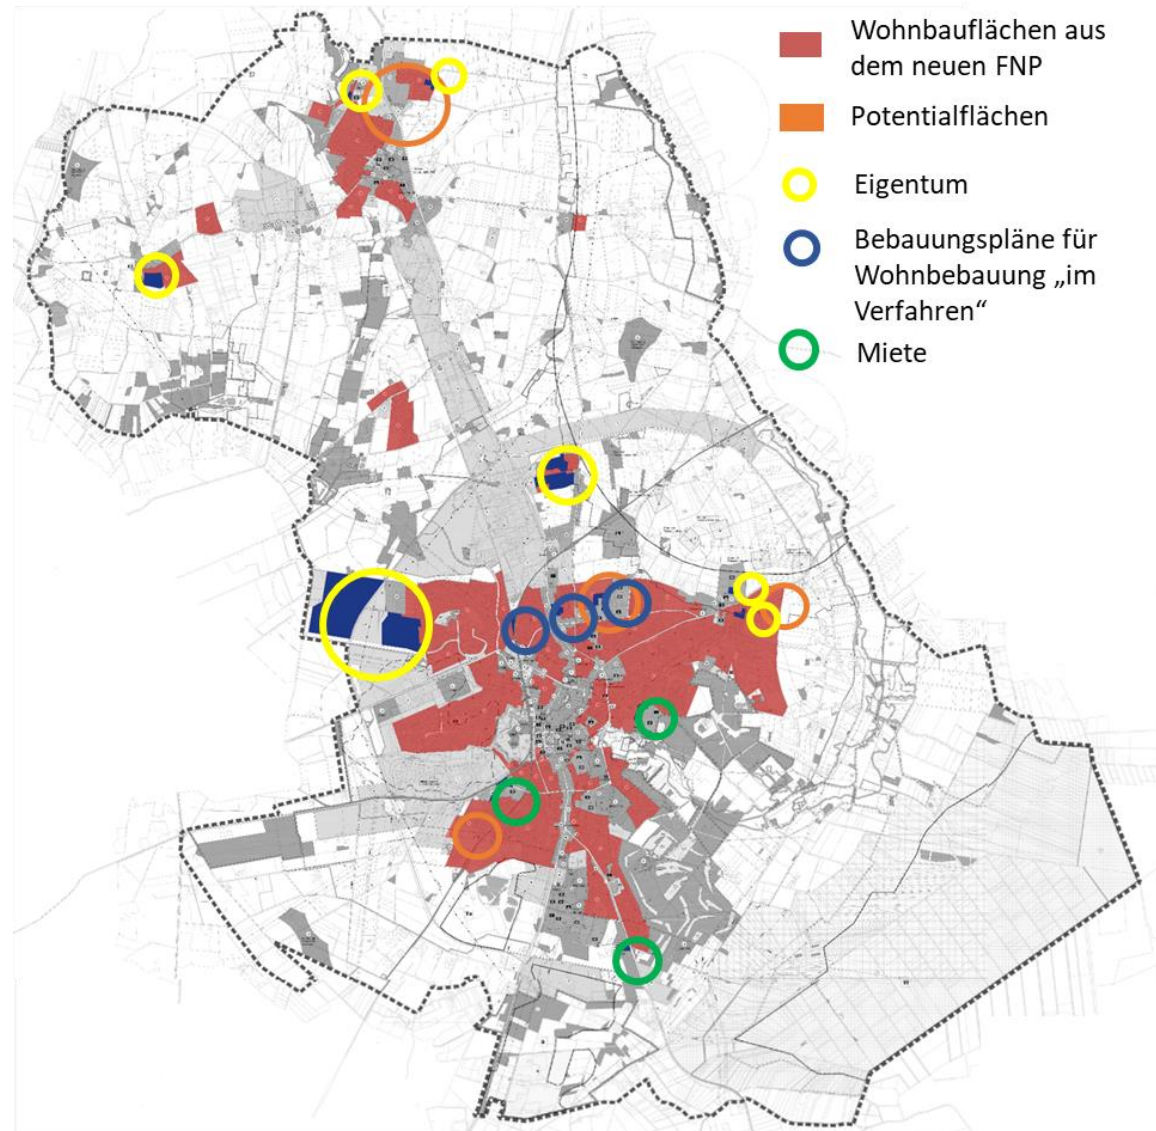 Wohnbauflächen aus
dem neuen FNP
Potentialflächen
Eigentum
Bebauungspläne für
Wohnbebauung „im
Verfahren“
Miete